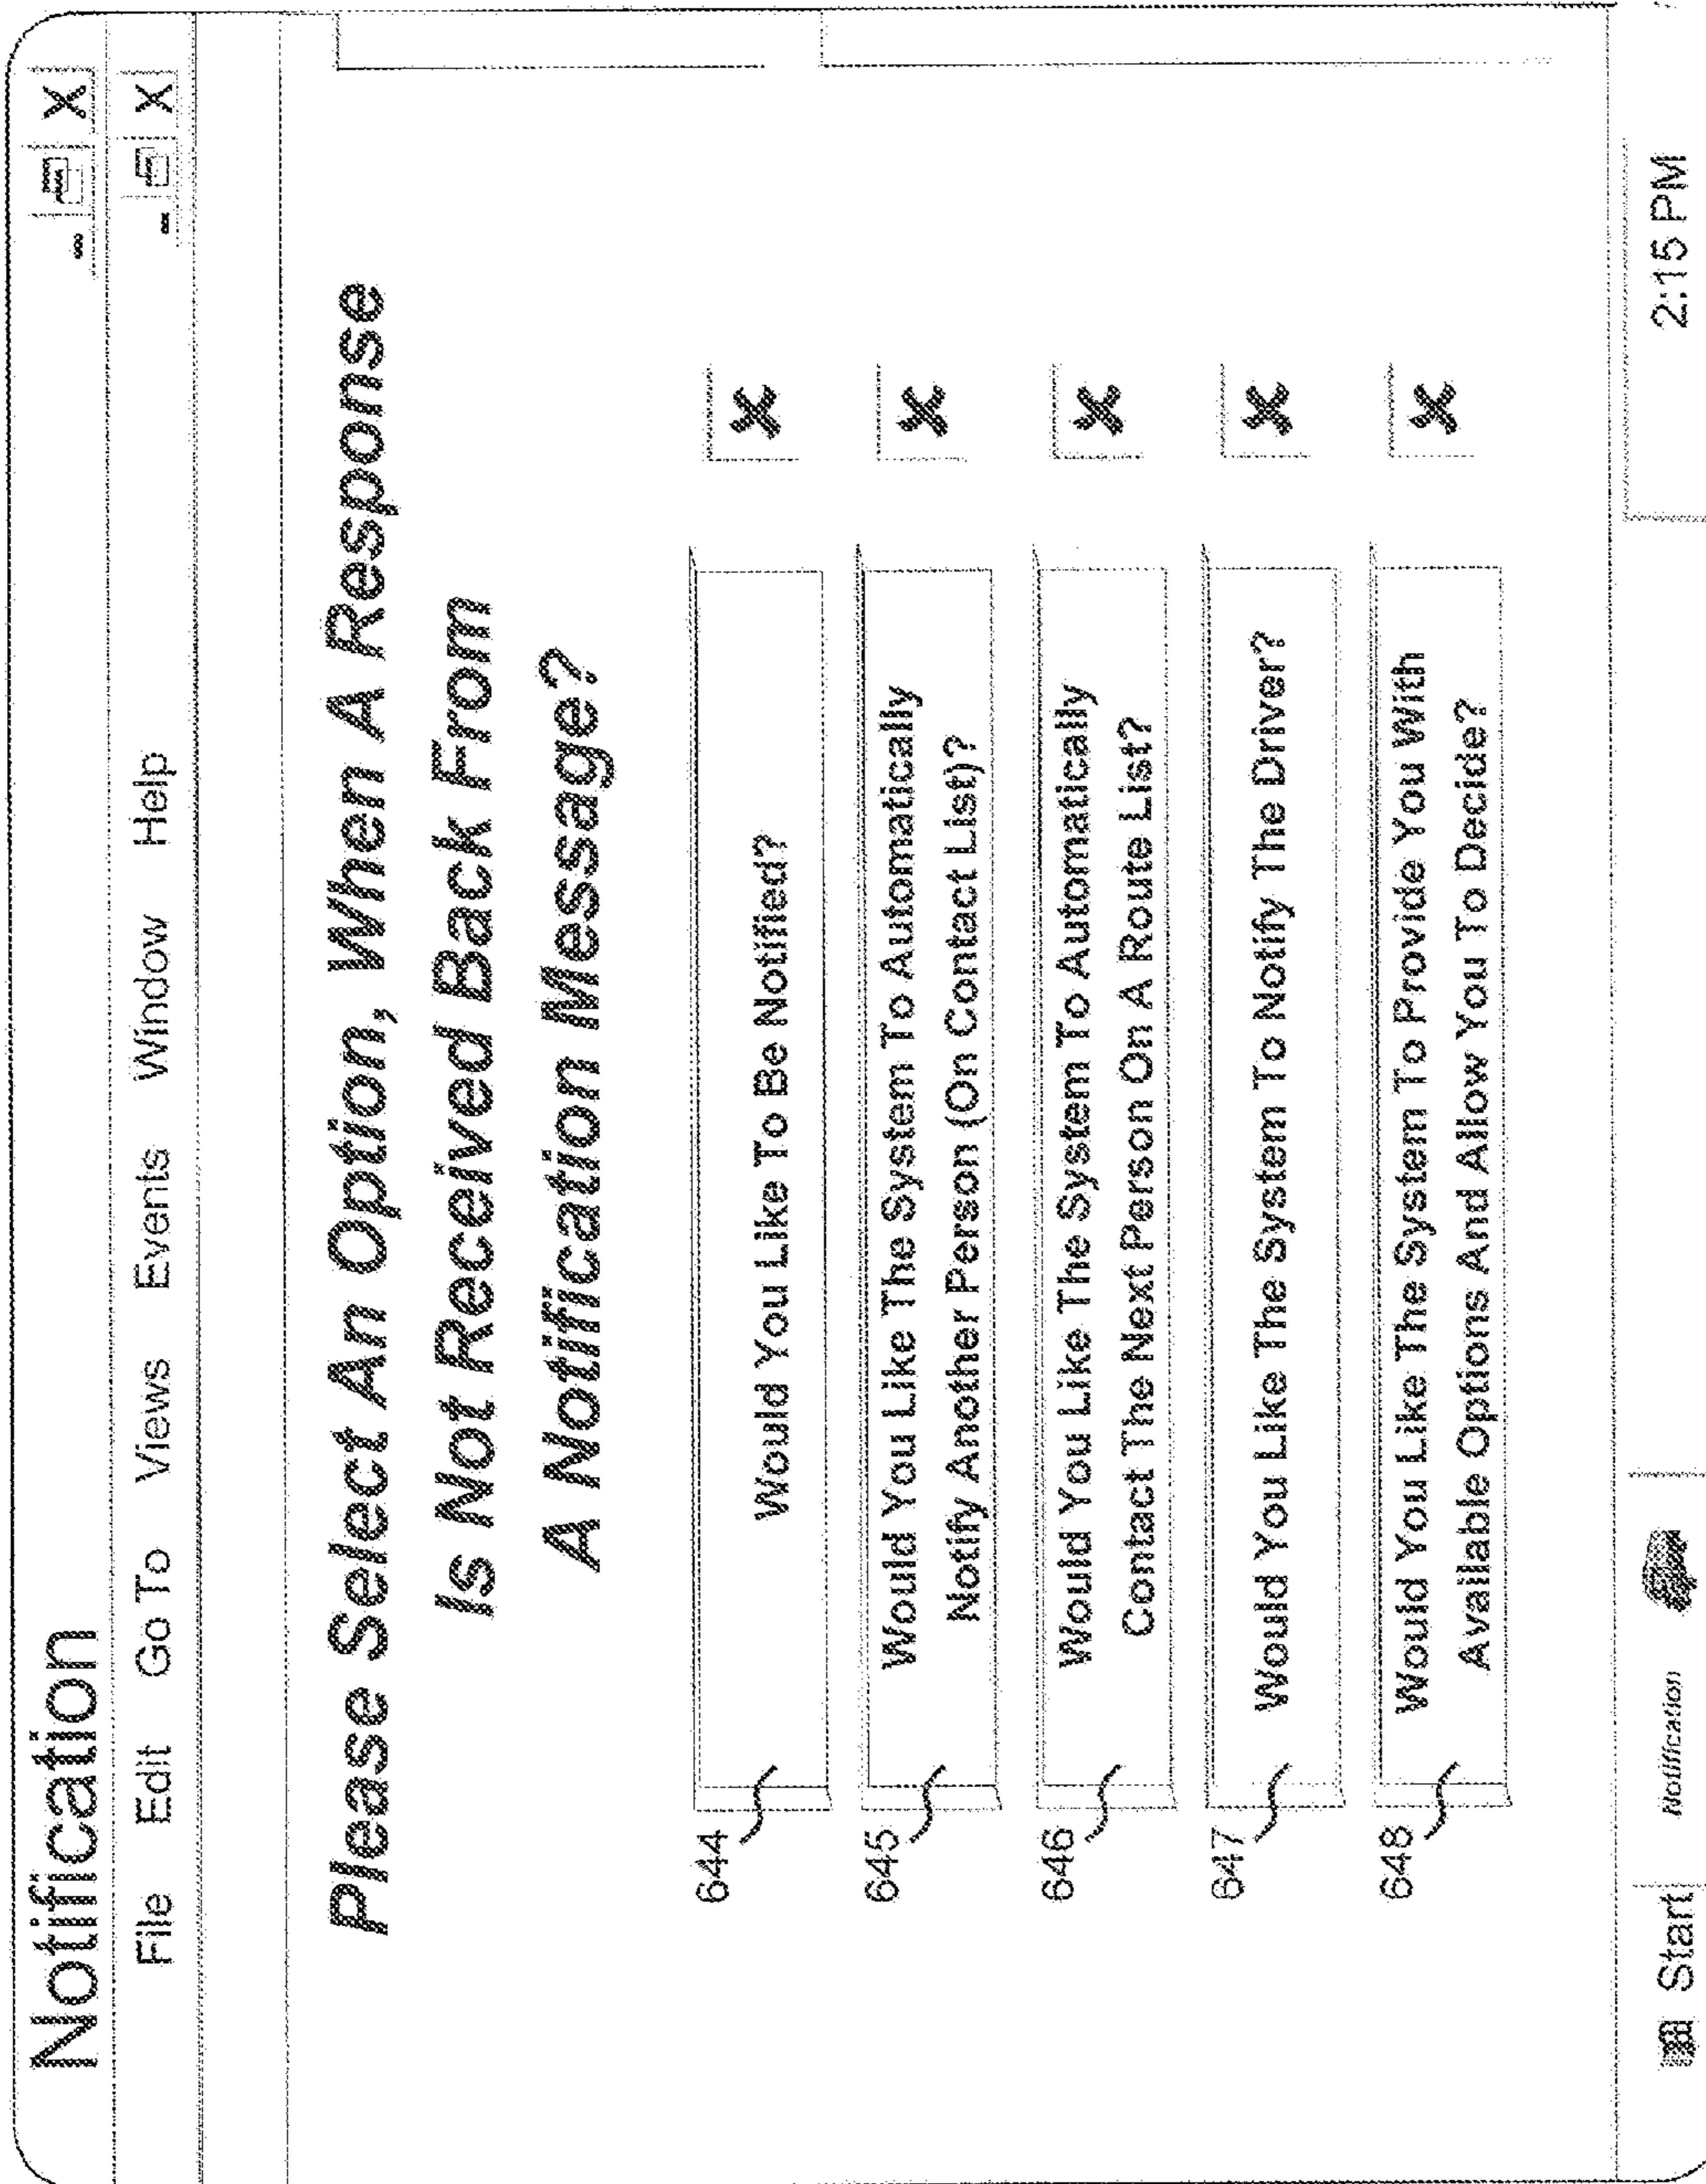 Notification
File Edit Go To Views Events Window Help
Please Select An Option, When A Response
Is Not Received Back From
A Notification Message?
644 Would You Like To Be Notified? X
645 Would You Like The System To Automatically
Notify Another Person (On Contact List)? X
646 Would You Like The System To Automatically
Contact The Next Person On A Route List? X
647 Would You Like The System To Notify The Driver? X
648 Would You Like The System To Provide You With
Available Options And Allow You To Decide? X
Start Notification 2:15 PM